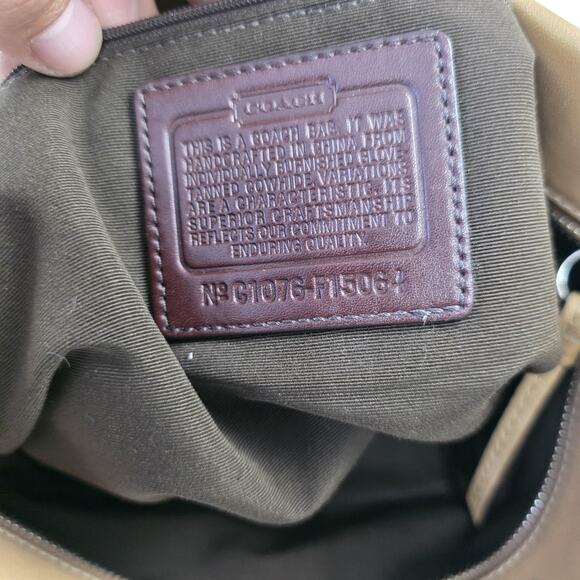 COACH
THIS IS A COACH BAG. IT WAS
HANDCRAFTED IN CHINA FROM
INDIVIDUALLY BURNISHED GLOVE
TANNED COWHIDE, VARIATIONS
ARE A CHARACTERISTIC. ITS
SUPERIOR CRAFTSMANSHIP
REFLECTS OUR COMMITMENT TO
ENDURING QUALITY.
Nº C1076-F15064